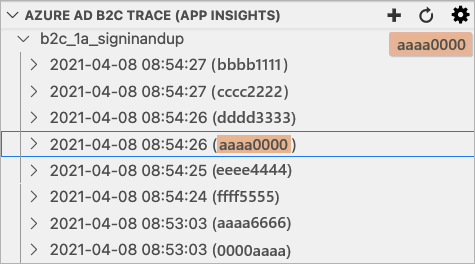 AZURE AD B2C TRACE (APP INSIGHTS)
b2c_1a_signinandup
aaaa0000
2021-04-08 08:54:27 (bbbb1111)
2021-04-08 08:54:27 (cccc2222)
2021-04-08 08:54:26 (dddd3333)
2021-04-08 08:54:26 (aaaa0000)
2021-04-08 08:54:25 (eeee4444)
2021-04-08 08:54:24 (ffff5555)
2021-04-08 08:53:03 (aaaa6666)
2021-04-08 08:53:03 (0000aaaa)